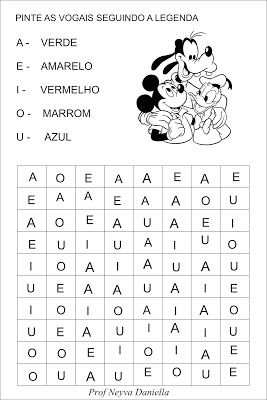 PINTE AS VOGAIS SEGUINDO A LEGENDA
A - VERDE
E - AMARELO
I - VERMELHO
O - MARROM
U - AZUL
A O E A A E A E
E A A E A A O U
A O E A U A E I
E U I U A I U O
I O I A I U A U
U E A A U A I E
I O I O A I A O
U E A U I A I U
O O E I O I A E
O U A U E O U E
Prof Neyva Daniella